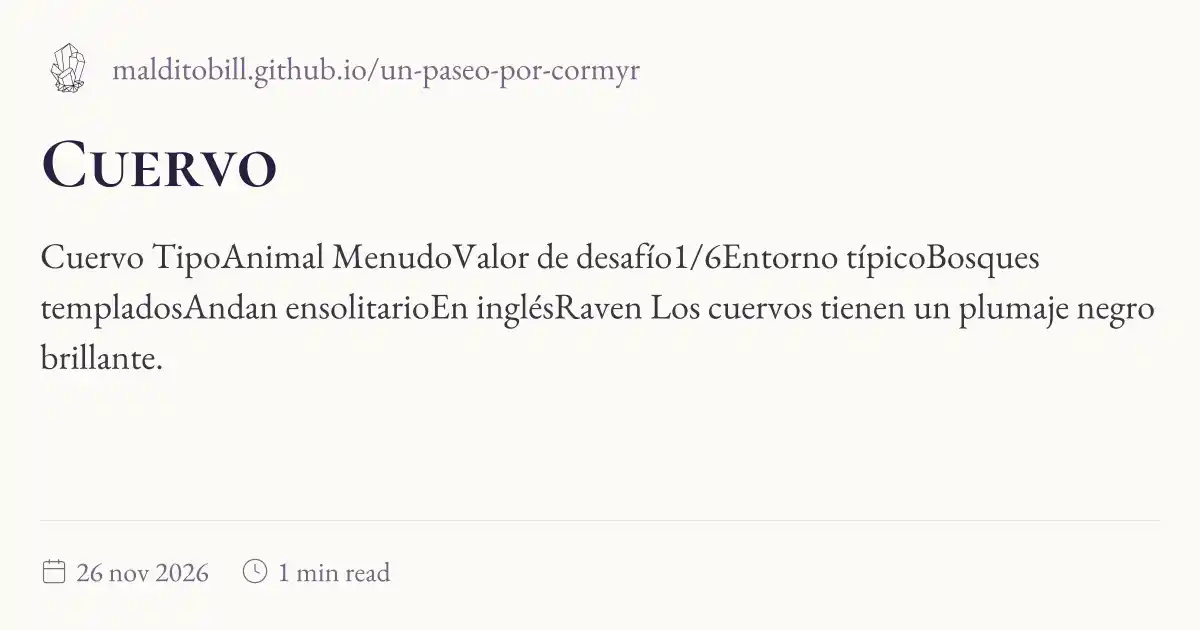 malditobill.github.io/un-paseo-por-cormyr
Cuervo
Cuervo TipoAnimal MenudoValor de desafío1/6Entorno típicoBosques
templadosAndan ensolitarioEn inglésRaven Los cuervos tienen un plumaje negro
brillante.
26 nov 2026 1 min read